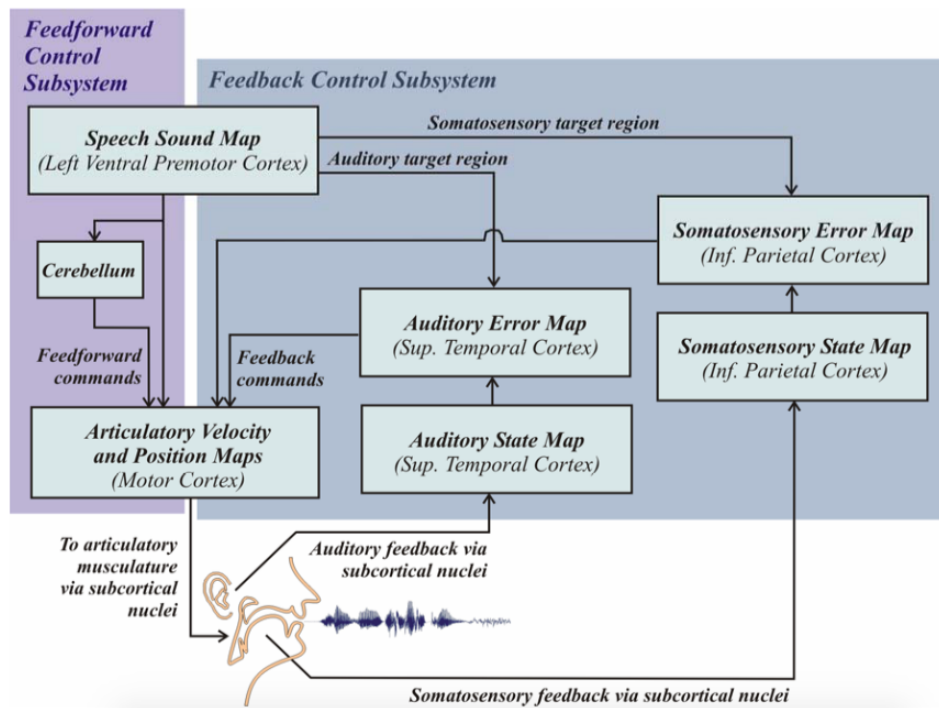 Feedforward
Control
Subsystem
Feedback Control Subsystem
Speech Sound Map
(Left Ventral Premotor Cortex)
Somatosensory target region
Auditory target region
Cerebellum
Somatosensory Error Map
(Inf. Parietal Cortex)
Auditory Error Map
(Sup. Temporal Cortex)
Somatosensory State Map
(Inf. Parietal Cortex)
Feedforward
commands
Feedback
commands
Articulatory Velocity
and Position Maps
(Motor Cortex)
Auditory State Map
(Sup. Temporal Cortex)
To articulatory
musculature
via subcortical
nuclei
Auditory feedback via
subcortical nuclei
Somatosensory feedback via subcortical nuclei